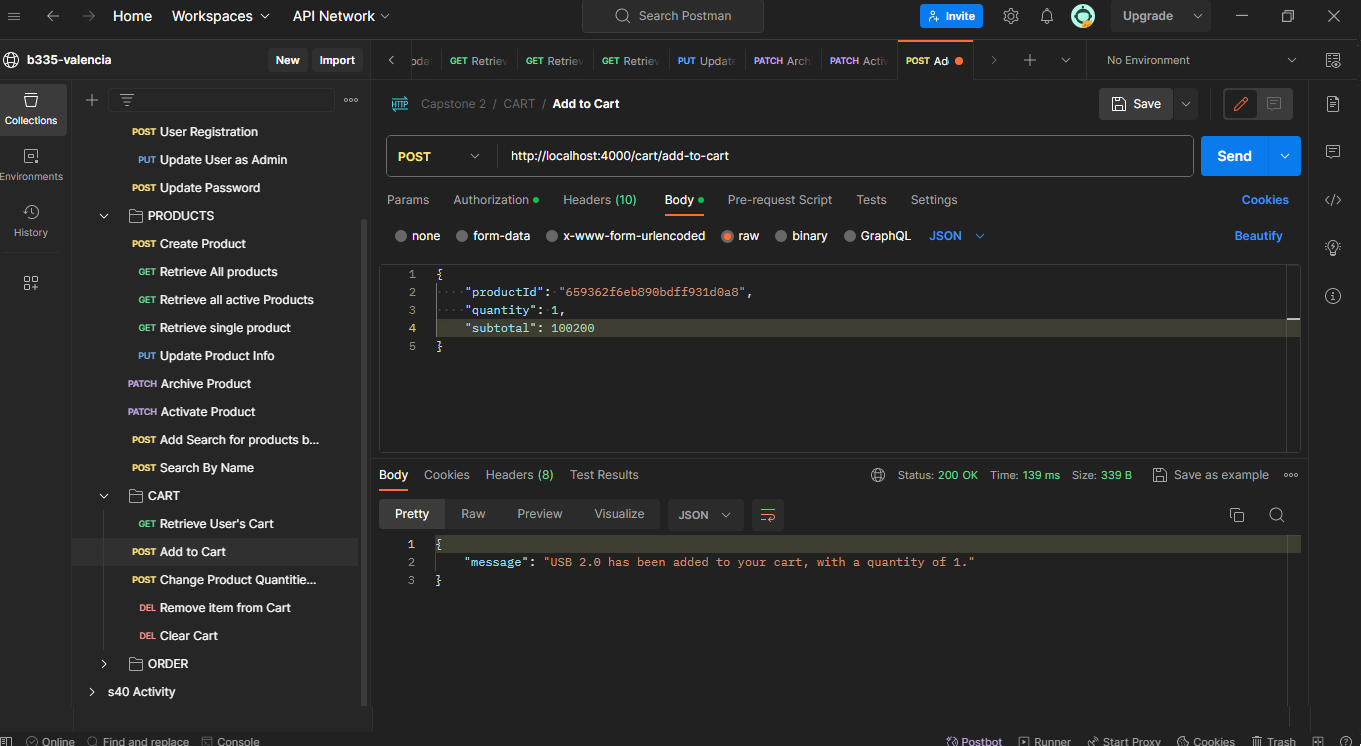 Home Workspaces API Network Search Postman Invite Upgrade
b335-valencia New Import
GET Retriev GET Retriev GET Retriev PUT Update PATCH Arch PATCH Activ POST Add No Environment
Collections
Environments
History
POST User Registration
PUT Update User as Admin
POST Update Password
PRODUCTS
POST Create Product
GET Retrieve All products
GET Retrieve all active Products
GET Retrieve single product
PUT Update Product Info
PATCH Archive Product
PATCH Activate Product
POST Add Search for products b...
POST Search By Name
CART
GET Retrieve User's Cart
POST Add to Cart
POST Change Product Quantitie...
DEL Remove item from Cart
DEL Clear Cart
ORDER
s40 Activity
HTTP Capstone 2 / CART / Add to Cart Save
POST http://localhost:4000/cart/add-to-cart Send
Params Authorization Headers (10) Body Pre-request Script Tests Settings Cookies
none form-data x-www-form-urlencoded raw binary GraphQL JSON Beautify
1 {
2 "productId": "659362f6eb890bdff931d0a8",
3 "quantity": 1,
4 "subtotal": 100200
5 }
Body Cookies Headers (8) Test Results Status: 200 OK Time: 139 ms Size: 339 B Save as example
Pretty Raw Preview Visualize JSON
1 {
2 "message": "USB 2.0 has been added to your cart, with a quantity of 1."
3 }
Online Find and replace Console Postbot Runner Start Proxy Cookies Trash